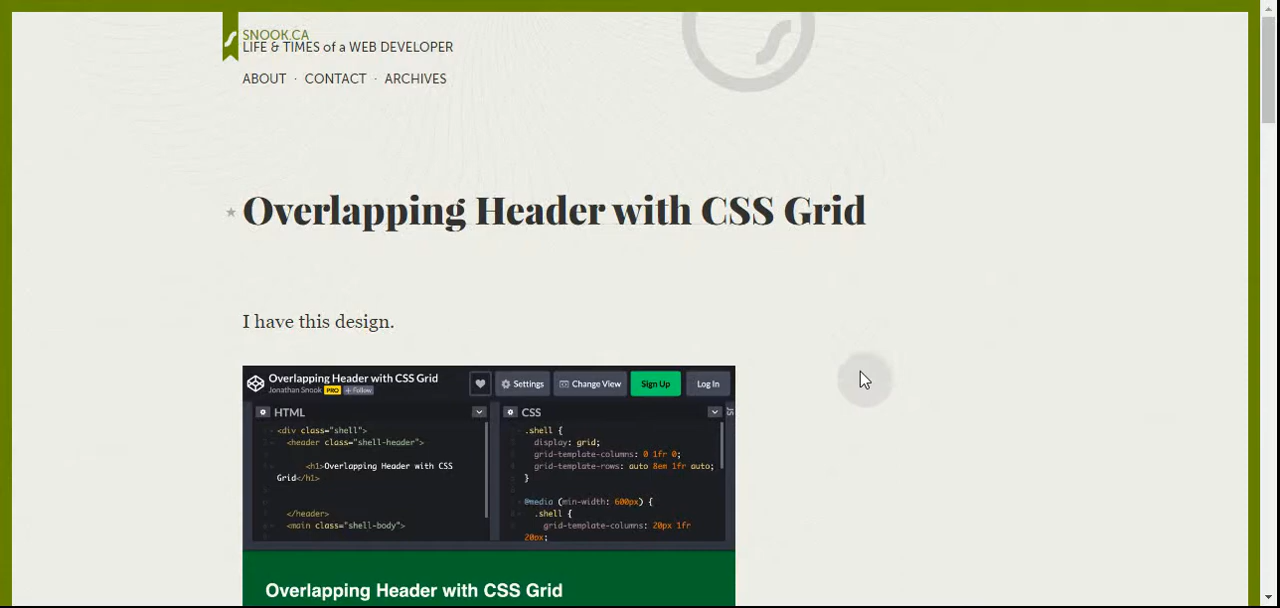 SNOOK.CA
LIFE & TIMES of a WEB DEVELOPER
ABOUT · CONTACT · ARCHIVES
Overlapping Header with CSS Grid
I have this design.
Overlapping Header with CSS Grid
Jonathan Snook PRO + Follow
Settings
Change View
Sign Up
Log In
HTML
<div class="shell">
<header class="shell-header">
<h1>Overlapping Header with CSS
Grid</h1>
</header>
<main class="shell-body">
CSS
.shell {
display: grid;
grid-template-columns: 0 1fr 0;
grid-template-rows: auto 8em 1fr auto;
}
@media (min-width: 600px) {
.shell {
grid-template-columns: 20px 1fr
20px;
JS
Overlapping Header with CSS Grid